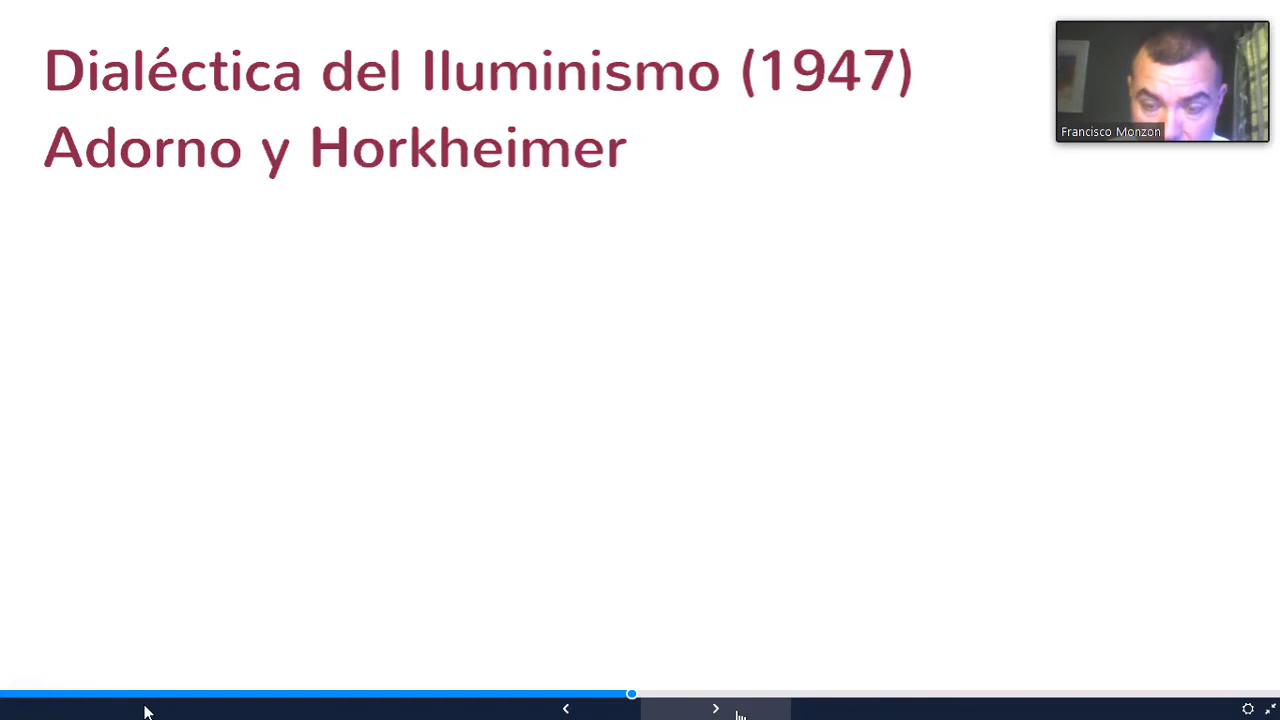 Dialéctica del Iluminismo (1947)
Adorno y Horkheimer
Francisco Monzon